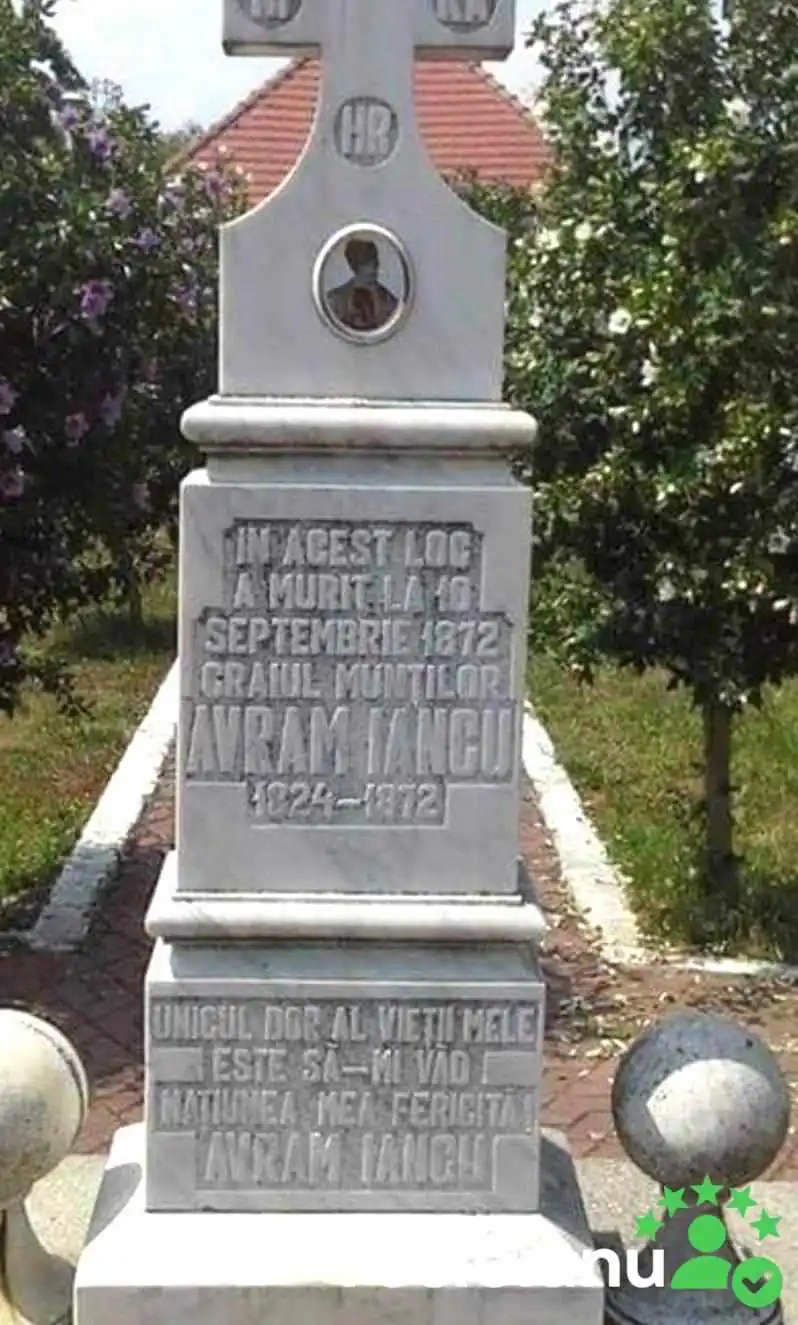 HR
IN ACEST LOC
A MURIT LA 10
SEPTEMBRIE 1872
CRAIUL MUNȚILOR
AVRAM IANCU
1824-1872
UNICUL DOR AL VIEȚII MELE
ESTE SĂ-MI VĂD
NAȚIUNEA MEA FERICITĂ!
AVRAM IANCU